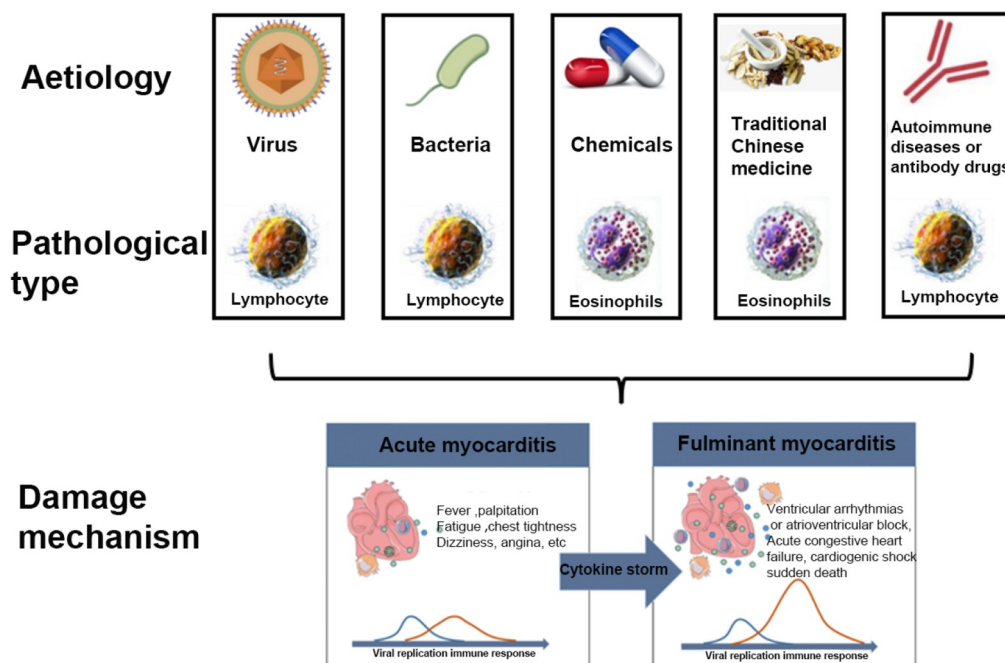 Aetiology
Virus
Bacteria
Chemicals
Traditional
Chinese
medicine
Autoimmune
diseases or
antibody drugs
Pathological
type
Lymphocyte
Lymphocyte
Eosinophils
Eosinophils
Lymphocyte
Damage
mechanism
Acute myocarditis
Fever ,palpitation
Fatigue ,chest tightness
Dizziness, angina, etc
Viral replication immune response
Cytokine storm
Fulminant myocarditis
Ventricular arrhythmias
or atrioventricular block,
Acute congestive heart
failure, cardiogenic shock
sudden death
Viral replication immune response